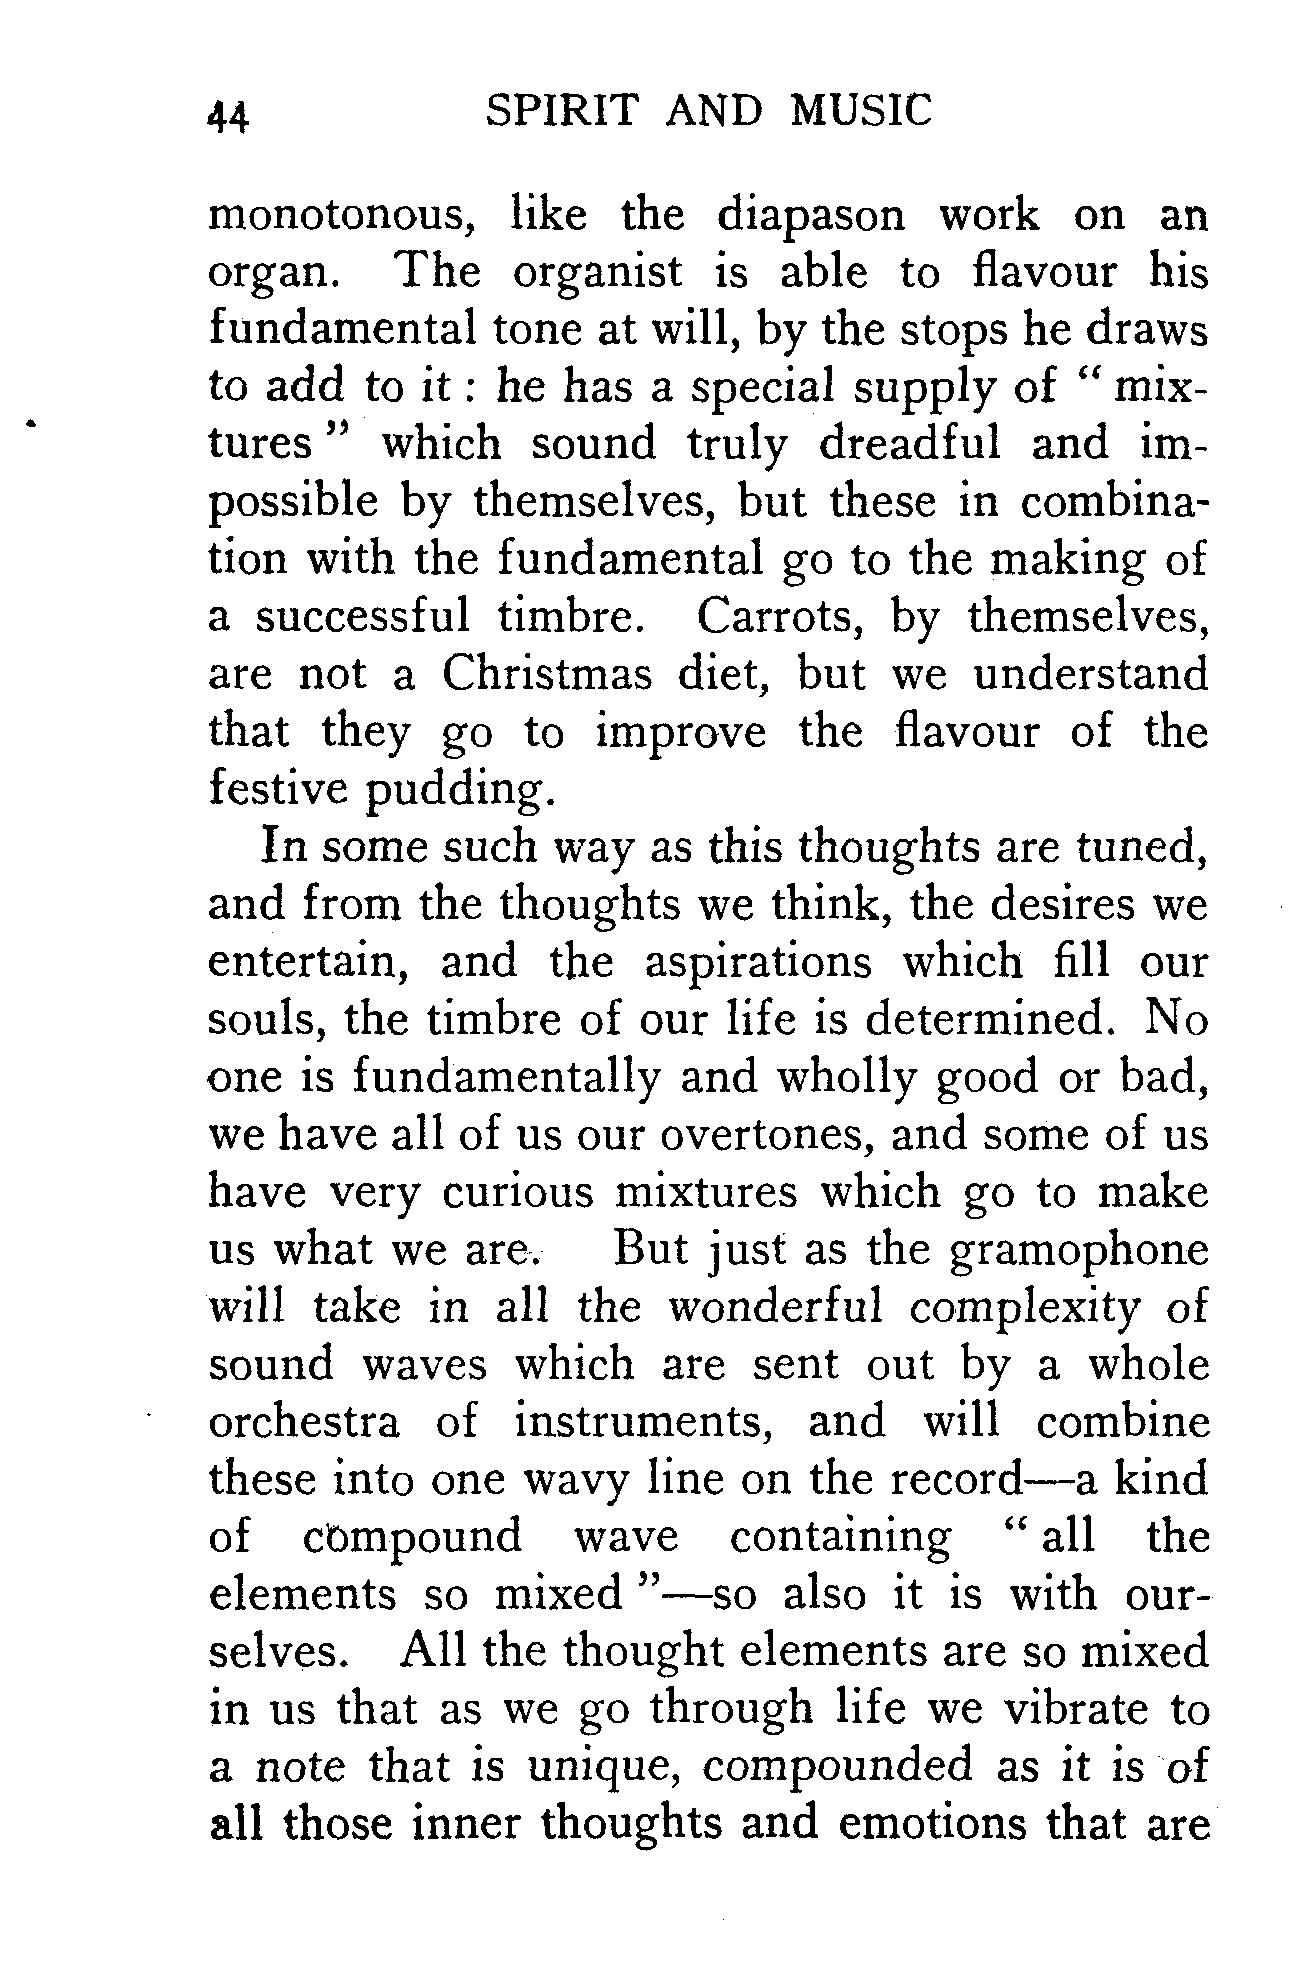 44 SPIRIT AND MUSIC
monotonous, like the diapason work on an
organ. The organist is able to flavour his
fundamental tone at will, by the stops he draws
to add to it : he has a special supply of “ mix-
tures ” which sound truly dreadful and im-
possible by themselves, but these in combina-
tion with the fundamental go to the making of
a successful timbre. Carrots, by themselves,
are not a Christmas diet, but we understand
that they go to improve the flavour of the
festive pudding.
In some such way as this thoughts are tuned,
and from the thoughts we think, the desires we
entertain, and the aspirations which fill our
souls, the timbre of our life is determined. No
one is fundamentally and wholly good or bad,
we have all of us our overtones, and some of us
have very curious mixtures which go to make
us what we are. But just as the gramophone
will take in all the wonderful complexity of
sound waves which are sent out by a whole
orchestra of instruments, and will combine
these into one wavy line on the record—a kind
of compound wave containing “ all the
elements so mixed ”—so also it is with our-
selves. All the thought elements are so mixed
in us that as we go through life we vibrate to
a note that is unique, compounded as it is of
all those inner thoughts and emotions that are